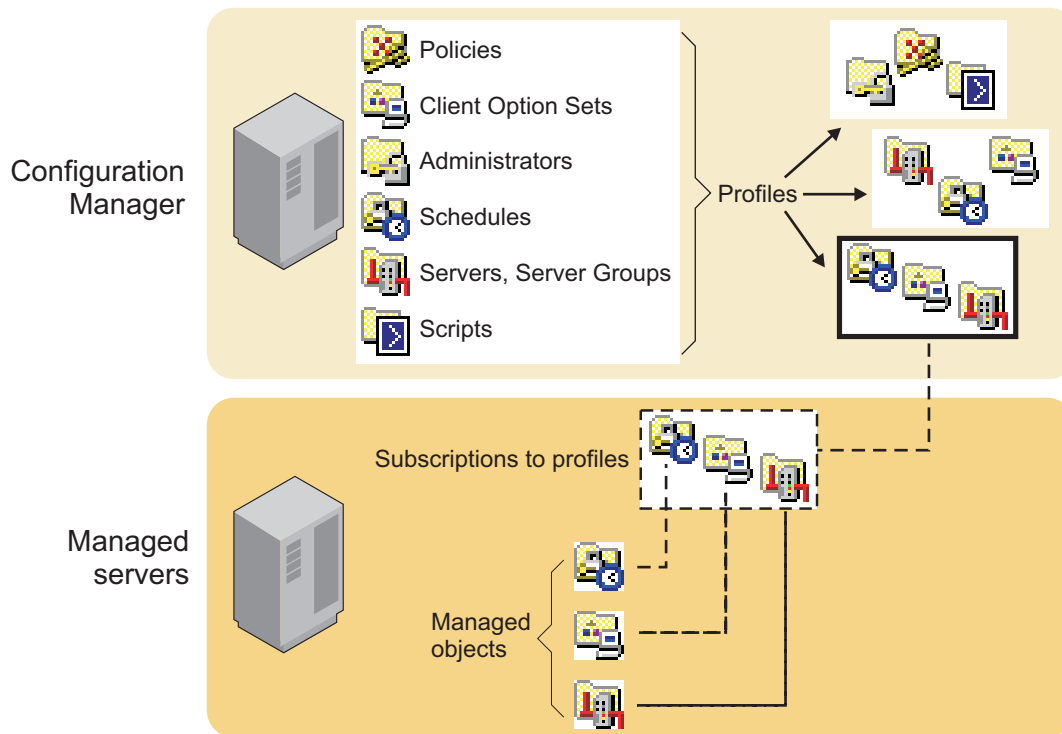 Configuration
Manager
Policies
Client Option Sets
Administrators
Schedules
Servers, Server Groups
Scripts
Profiles
Subscriptions to profiles
Managed
servers
Managed
objects